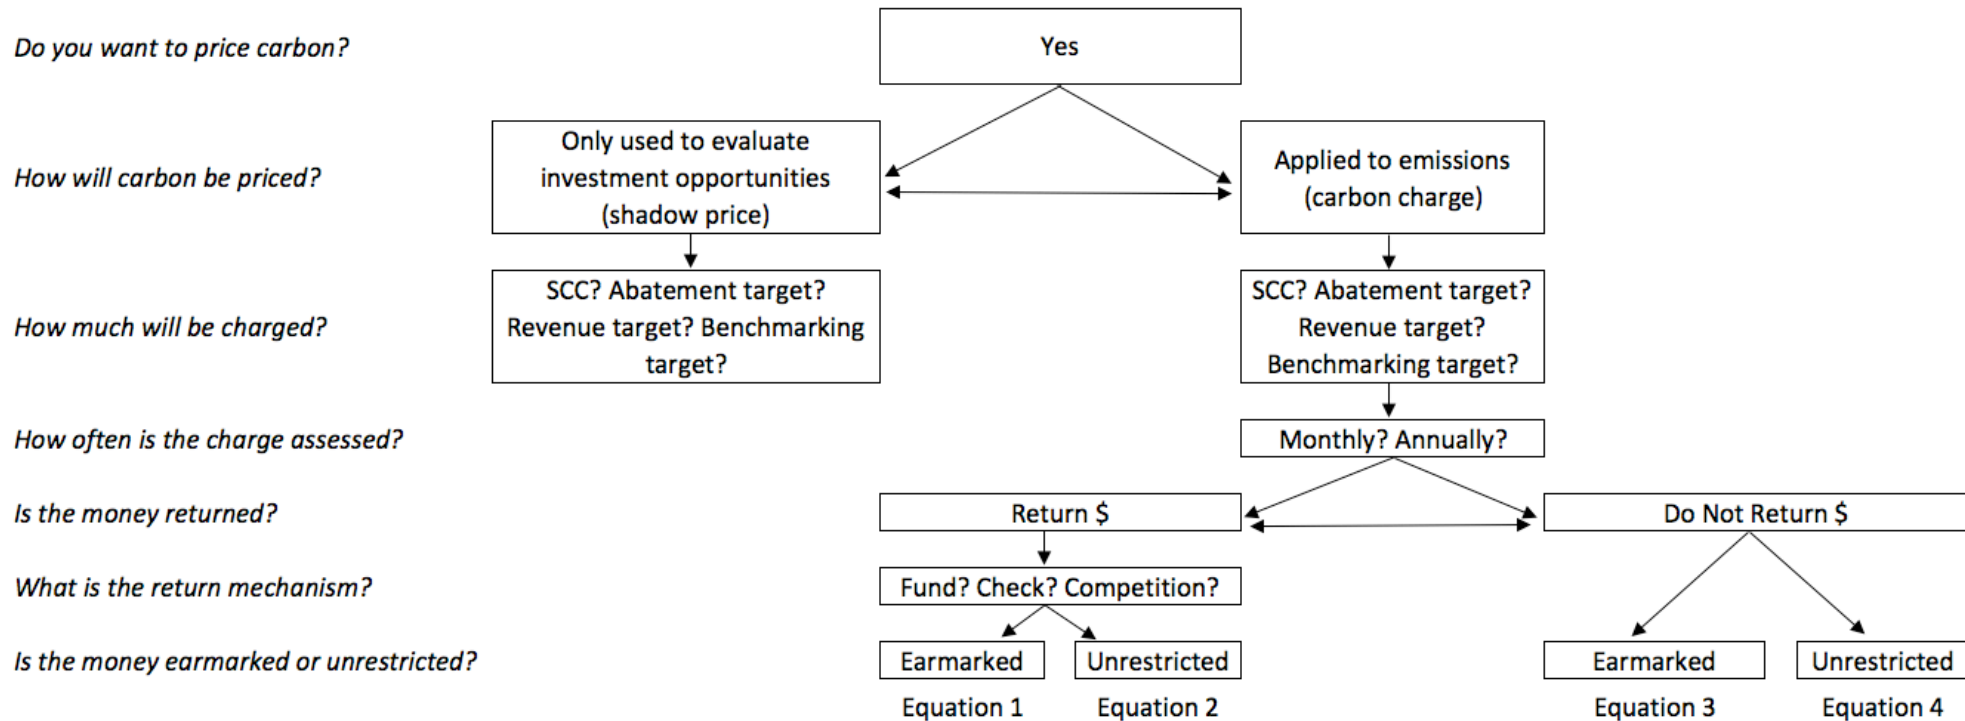 Do you want to price carbon?
Yes
How will carbon be priced?
Only used to evaluate
investment opportunities
(shadow price)
Applied to emissions
(carbon charge)
How much will be charged?
SCC? Abatement target?
Revenue target? Benchmarking
target?
SCC? Abatement target?
Revenue target?
Benchmarking target?
How often is the charge assessed?
Monthly? Annually?
Is the money returned?
Return $
Do Not Return $
What is the return mechanism?
Fund? Check? Competition?
Is the money earmarked or unrestricted?
Earmarked
Unrestricted
Earmarked
Unrestricted
Equation 1
Equation 2
Equation 3
Equation 4